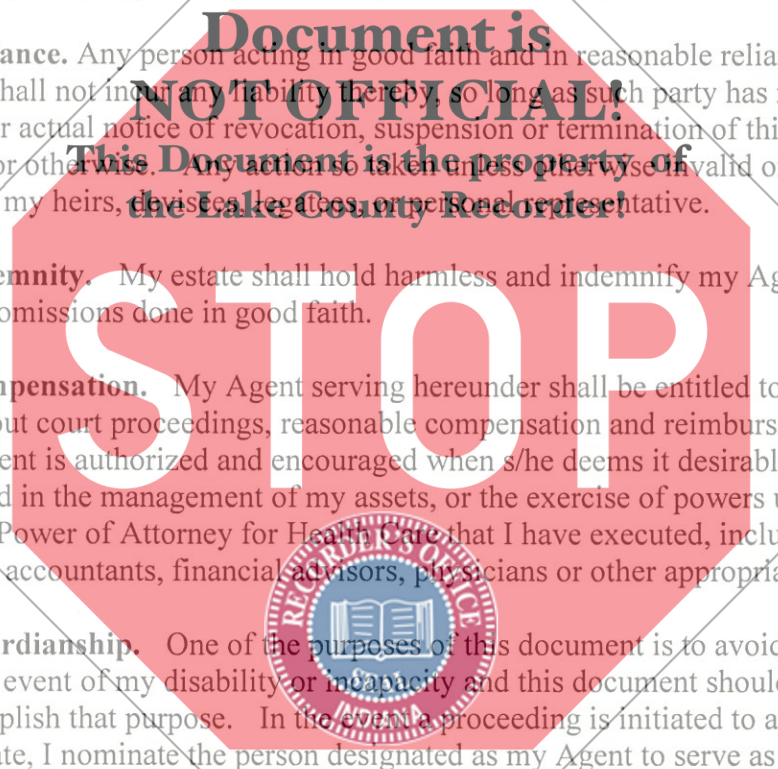 Document is
NOT OFFICIAL!
This Document is the property of
the Lake County Recorder!
ance. Any person acting in good faith and in reasonable relia
hall not incur any liability thereby, so long as such party has
r actual notice of revocation, suspension or termination of thi
or otherwise. Any action so taken unless otherwise invalid o
my heirs, devisees, legatees, or personal representative.
emnity. My estate shall hold harmless and indemnify my Ag
omissions done in good faith.
STOP
npensation. My Agent serving hereunder shall be entitled to
out court proceedings, reasonable compensation and reimburs
ent is authorized and encouraged when s/he deems it desirabl
d in the management of my assets, or the exercise of powers
Power of Attorney for Health Care that I have executed, inclu
accountants, financial advisors, physicians or other appropria
RECORDER'S OFFICE
INDIANA
rdianship. One of the purposes of this document is to avoid
event of my disability or incapacity and this document shoul
plish that purpose. In the event a proceeding is initiated to a
ate, I nominate the person designated as my Agent to serve as